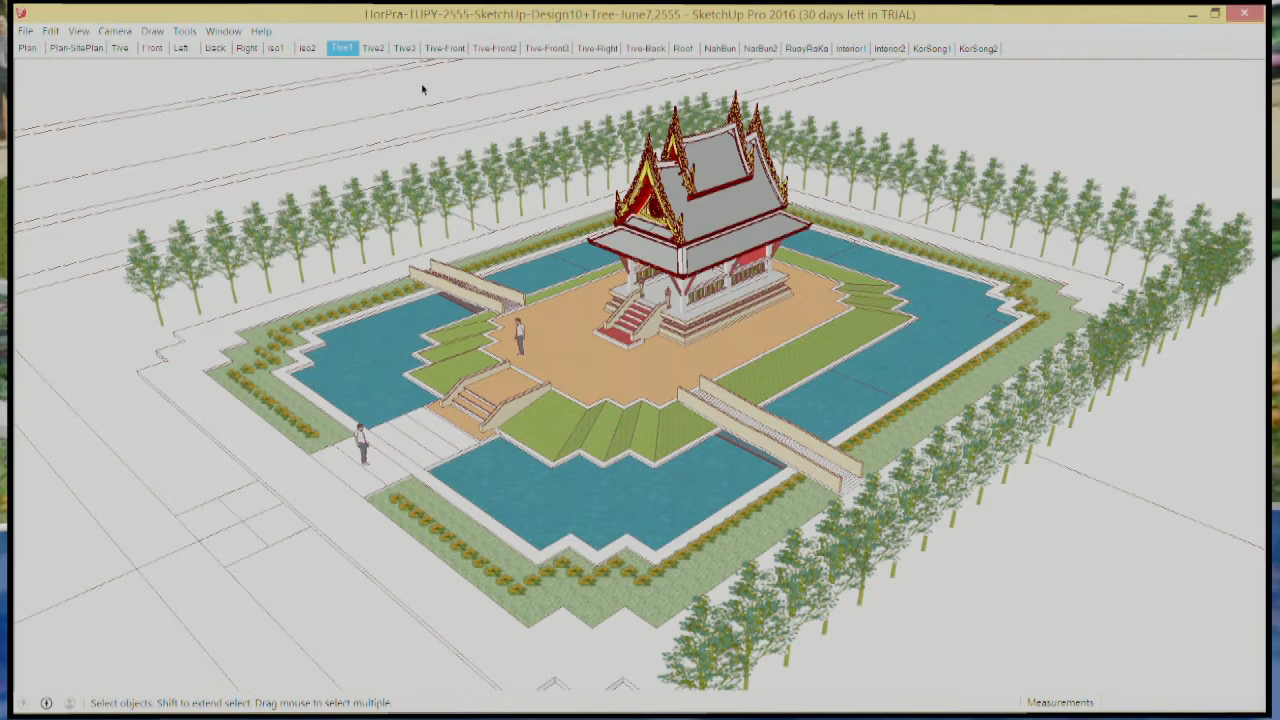 HorPra-TUPY-2555-SketchUp-Design10+Tree-June7,2555 - SketchUp Pro 2016 (30 days left in TRIAL)
File Edit View Camera Draw Tools Window Help
Plan Plan-SitePlan Tive Front Left Back Right Iso1 Iso2 Tive1 Tive2 Tive3 Tive-Front Tive-Front2 Tive-Front3 Tive-Right Tive-Back Roof NahBun NarBun2 RuayRaKa Interior1 Interior2 KorSong1 KorSong2
Select objects. Shift to extend select. Drag mouse to select multiple.
Measurements